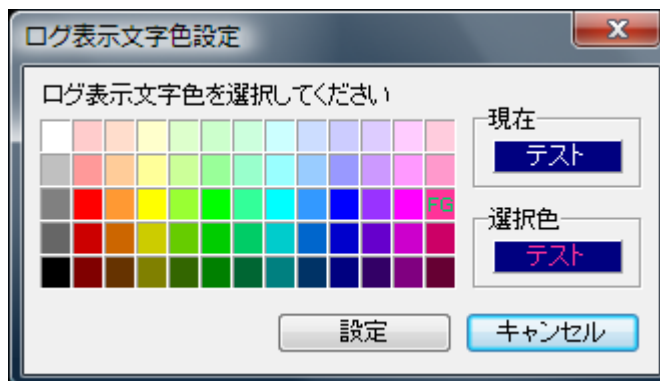 ログ表示文字色設定
ログ表示文字色を選択してください
現在
テスト
FG
選択色
テスト
設定
キャンセル